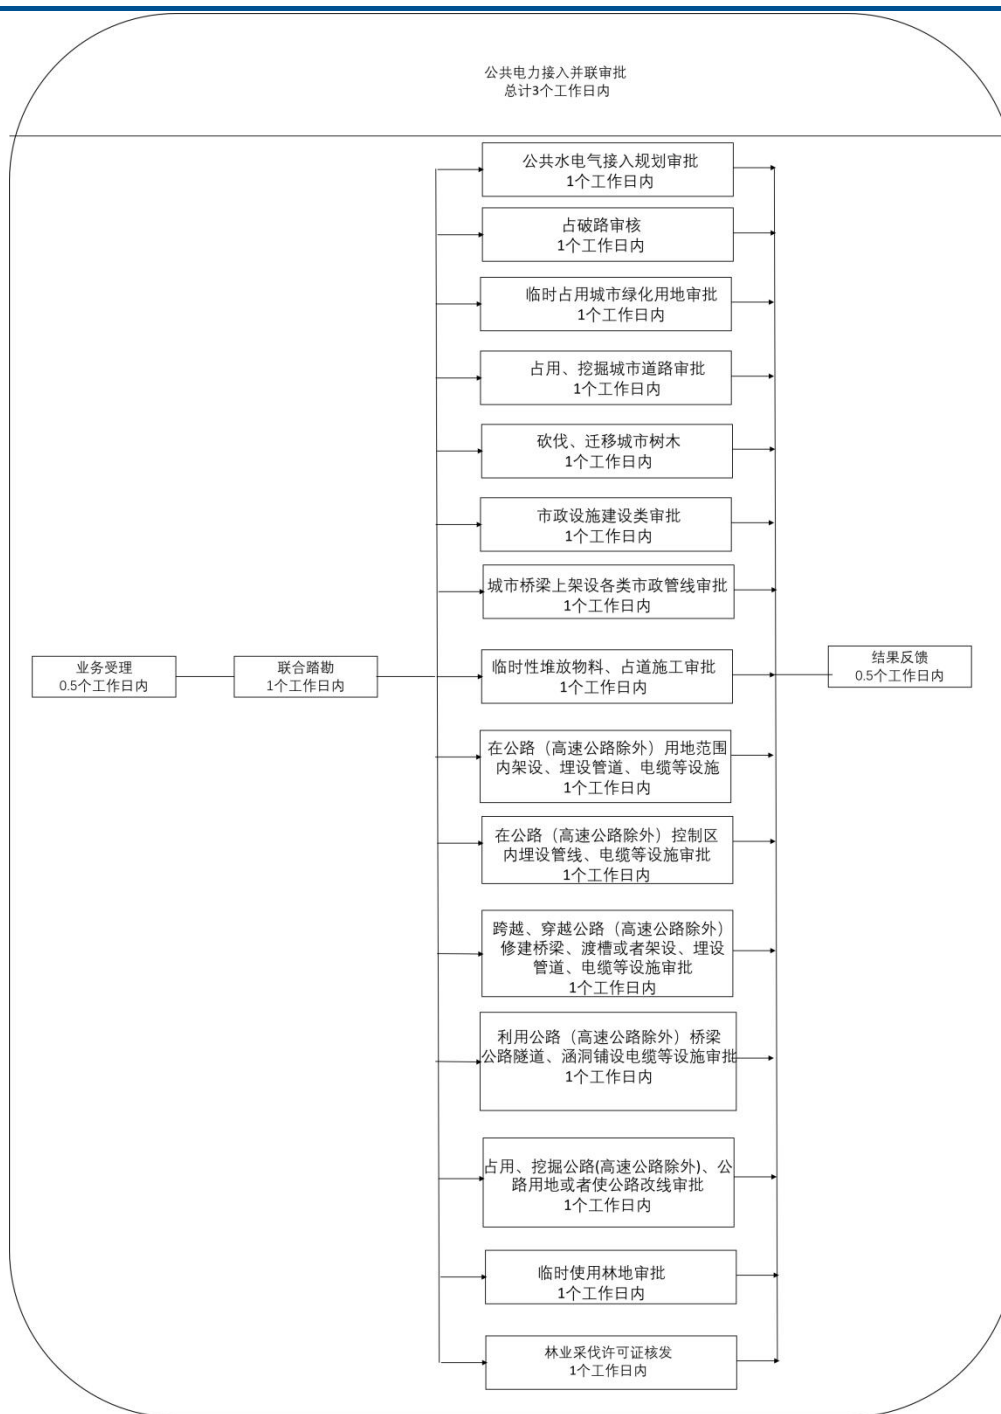 公共电力接入并联审批
总计3个工作日内
公共水电气接入规划审批
1个工作日内
占破路审核
1个工作日内
临时占用城市绿化用地审批
1个工作日内
占用、挖掘城市道路审批
1个工作日内
砍伐、迁移城市树木
1个工作日内
市政设施建设类审批
1个工作日内
城市桥梁上架设各类市政管线审批
1个工作日内
业务受理
0.5个工作日内
联合踏勘
1个工作日内
临时性堆放物料、占道施工审批
1个工作日内
结果反馈
0.5个工作日内
在公路（高速公路除外）用地范围
内架设、埋设管道、电缆等设施
1个工作日内
在公路（高速公路除外）控制区
内埋设管线、电缆等设施审批
1个工作日内
跨越、穿越公路（高速公路除外）
修建桥梁、渡槽或者架设、埋设
管道、电缆等设施审批
1个工作日内
利用公路（高速公路除外）桥梁
公路隧道、涵洞铺设电缆等设施审批
1个工作日内
占用、挖掘公路(高速公路除外)、公
路用地或者使公路改线审批
1个工作日内
临时使用林地审批
1个工作日内
林业采伐许可证核发
1个工作日内